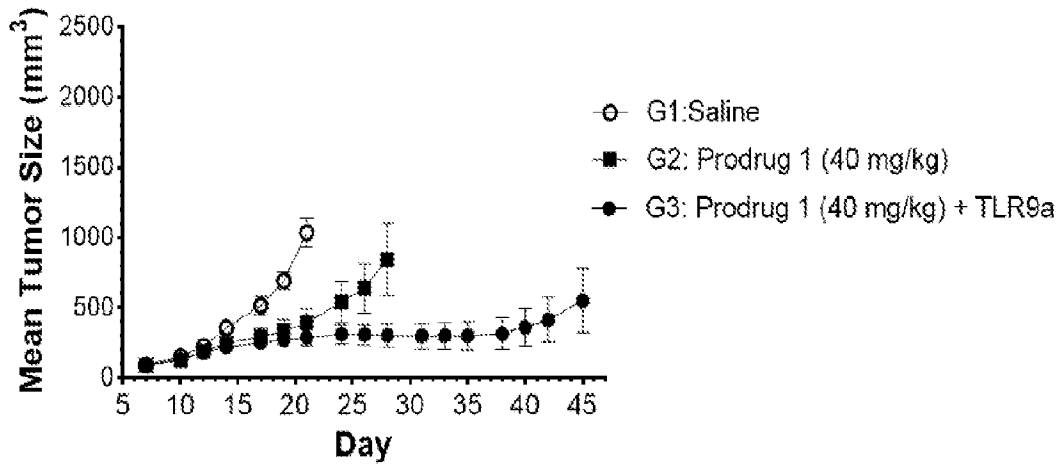 Mean Tumor Size (mm³)
2500
2000
1500
1000
500
0
5 10 15 20 25 30 35 40 45
Day
G1:Saline
G2: Prodrug 1 (40 mg/kg)
G3: Prodrug 1 (40 mg/kg) + TLR9a